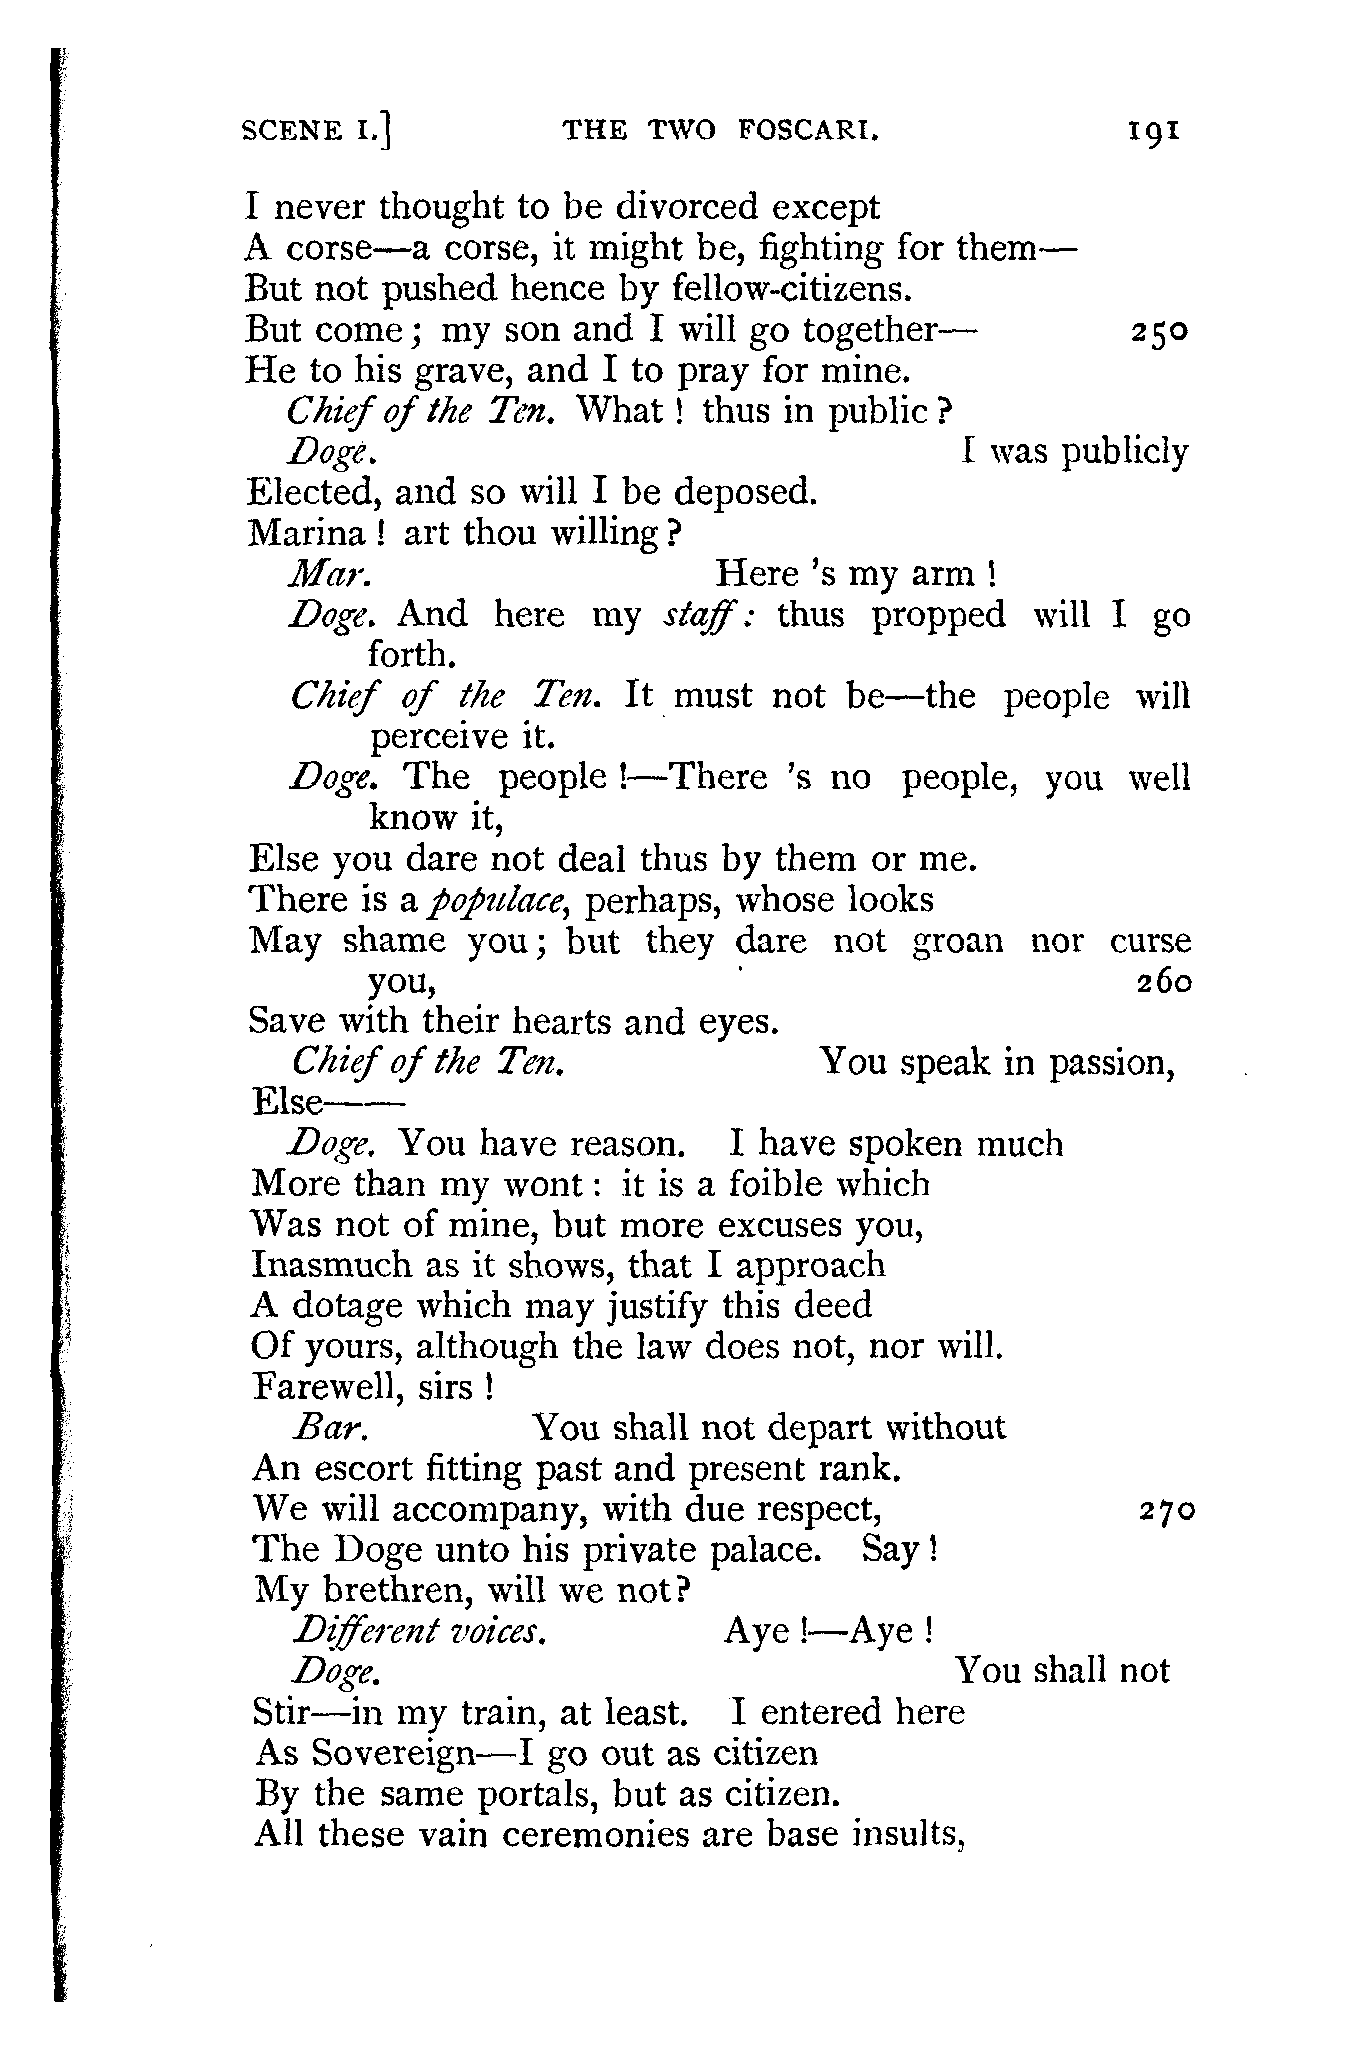 SCENE I.] THE TWO FOSCARI. 191
I never thought to be divorced except
A corse—a corse, it might be, fighting for them—
But not pushed hence by fellow-citizens.
But come; my son and I will go together— 250
He to his grave, and I to pray for mine.
Chief of the Ten. What! thus in public?
Doge. I was publicly
Elected, and so will I be deposed.
Marina! art thou willing?
Mar. Here 's my arm!
Doge. And here my staff: thus propped will I go
forth.
Chief of the Ten. It must not be—the people will
perceive it.
Doge. The people!—There 's no people, you well
know it,
Else you dare not deal thus by them or me.
There is a populace, perhaps, whose looks
May shame you; but they dare not groan nor curse
you, 260
Save with their hearts and eyes.
Chief of the Ten. You speak in passion,
Else——
Doge. You have reason. I have spoken much
More than my wont: it is a foible which
Was not of mine, but more excuses you,
Inasmuch as it shows, that I approach
A dotage which may justify this deed
Of yours, although the law does not, nor will.
Farewell, sirs!
Bar. You shall not depart without
An escort fitting past and present rank.
We will accompany, with due respect, 270
The Doge unto his private palace. Say!
My brethren, will we not?
Different voices. Aye!—Aye!
Doge. You shall not
Stir—in my train, at least. I entered here
As Sovereign—I go out as citizen
By the same portals, but as citizen.
All these vain ceremonies are base insults,